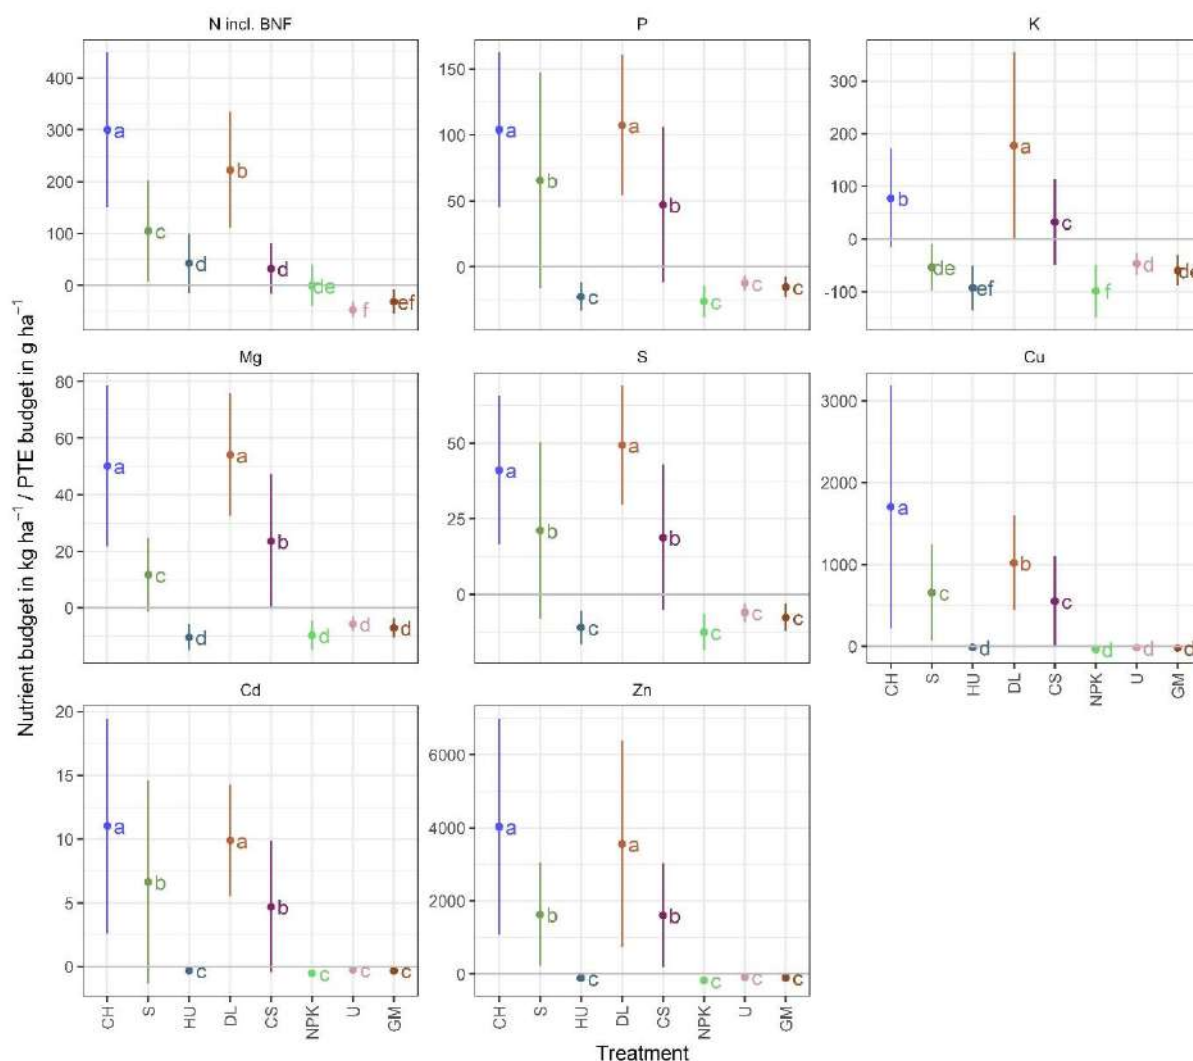 N incl. BNF
P
K
400
300
200
100
0
a
c
d
b
d
de
f
ef
150
100
50
0
a
b
c
a
b
c
c
c
300
200
100
0
-100
b
de
ef
a
c
f
d
de
Mg
S
Cu
80
60
40
20
0
a
c
d
a
b
d
d
d
50
25
0
a
b
c
a
b
c
c
c
3000
2000
1000
0
a
c
d
b
c
d
d
d
CH
S
HU
DL
CS
NPK
U
GM
Cd
Zn
20
15
10
5
0
a
b
c
a
b
c
c
c
6000
4000
2000
0
a
b
c
a
b
c
c
c
CH
S
HU
DL
CS
NPK
U
GM
CH
S
HU
DL
CS
NPK
U
GM
Nutrient budget in kg ha⁻¹ / PTE budget in g ha⁻¹
Treatment